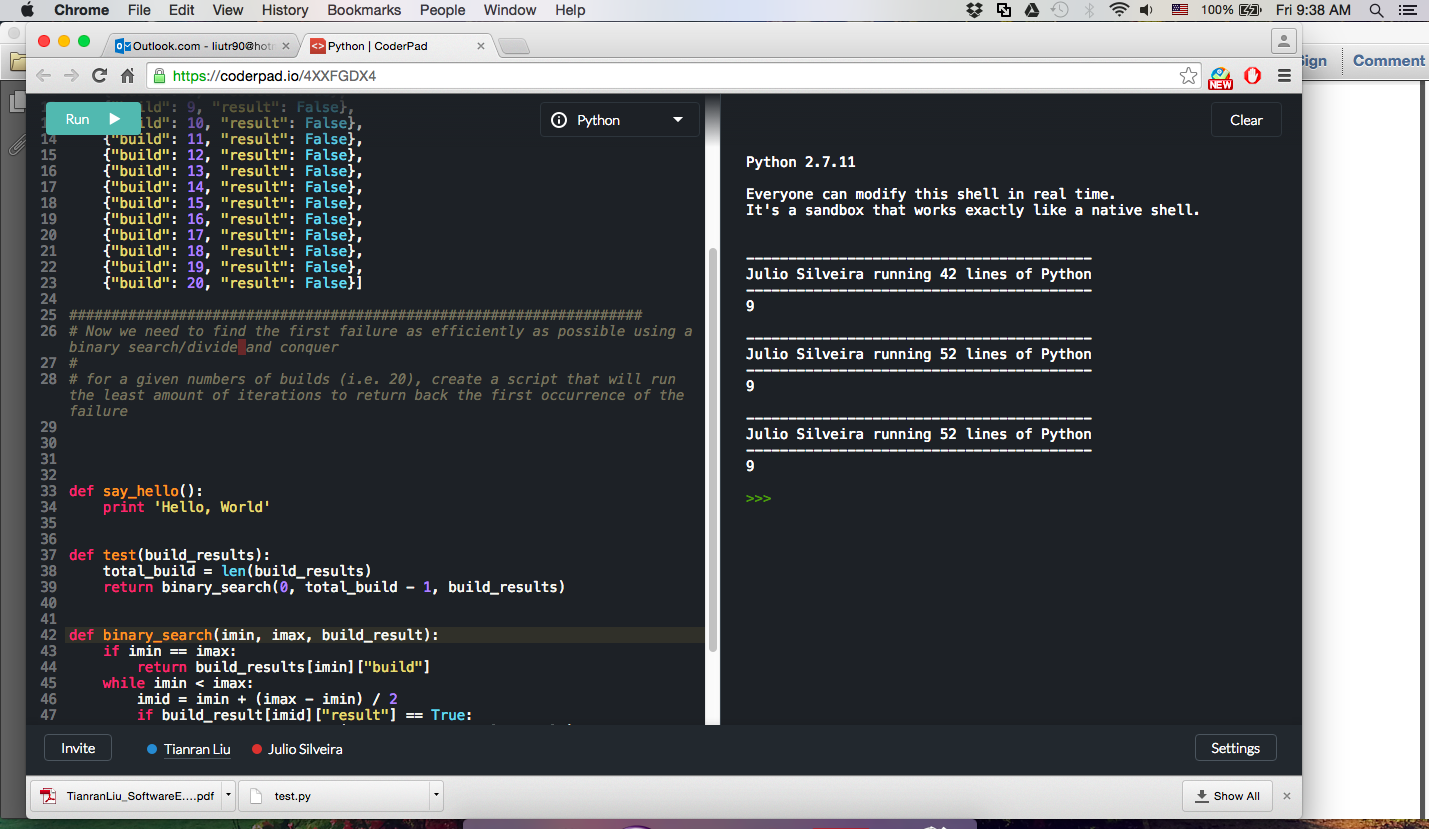 Chrome File Edit View History Bookmarks People Window Help 100% Fri 9:38 AM
Outlook.com - liutr90@hotm Python | CoderPad
https://coderpad.io/4XXFGDX4
NEW
ign Comment
Run
Python
Clear
"build": 9, "result": False},
ild": 10, "result": False},
14 {"build": 11, "result": False},
15 {"build": 12, "result": False},
16 {"build": 13, "result": False},
17 {"build": 14, "result": False},
18 {"build": 15, "result": False},
19 {"build": 16, "result": False},
20 {"build": 17, "result": False},
21 {"build": 18, "result": False},
22 {"build": 19, "result": False},
23 {"build": 20, "result": False}]
24
25 ####################################################################
26 # Now we need to find the first failure as efficiently as possible using a
binary search/divide and conquer
27 #
28 # for a given numbers of builds (i.e. 20), create a script that will run
the least amount of iterations to return back the first occurrence of the
failure
29
30
31
32
33 def say_hello():
34 print 'Hello, World'
35
36
37 def test(build_results):
38 total_build = len(build_results)
39 return binary_search(0, total_build - 1, build_results)
40
41
42 def binary_search(imin, imax, build_result):
43 if imin == imax:
44 return build_results[imin]["build"]
45 while imin < imax:
46 imid = imin + (imax - imin) / 2
47 if build_result[imid]["result"] == True:
Python 2.7.11
Everyone can modify this shell in real time.
It's a sandbox that works exactly like a native shell.
-----------------------------------------
Julio Silveira running 42 lines of Python
-----------------------------------------
9
-----------------------------------------
Julio Silveira running 52 lines of Python
-----------------------------------------
9
-----------------------------------------
Julio Silveira running 52 lines of Python
-----------------------------------------
9
>>>
Invite Tianran Liu Julio Silveira Settings
TianranLiu_SoftwareE....pdf test.py Show All